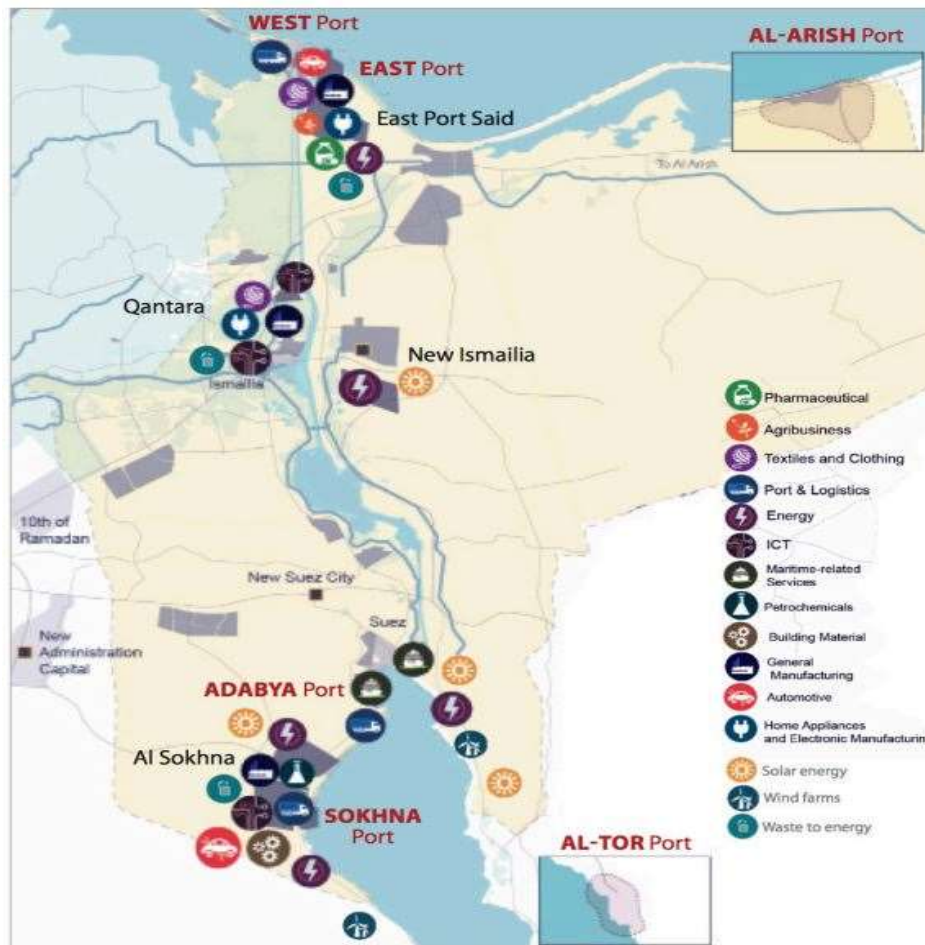 WEST Port
EAST Port
East Port Said
AL-ARISH Port
To Al Arish
Qantara
Ismailia
New Ismailia
10th of
Ramadan
New Suez City
Suez
New
Administration
Capital
ADABYA Port
Al Sokhna
SOKHNA
Port
AL-TOR Port
Pharmaceutical
Agribusiness
Textiles and Clothing
Port & Logistics
Energy
ICT
Maritime-related
Services
Petrochemicals
Building Material
General
Manufacturing
Automotive
Home Appliances
and Electronic Manufacturing
Solar energy
Wind farms
Waste to energy